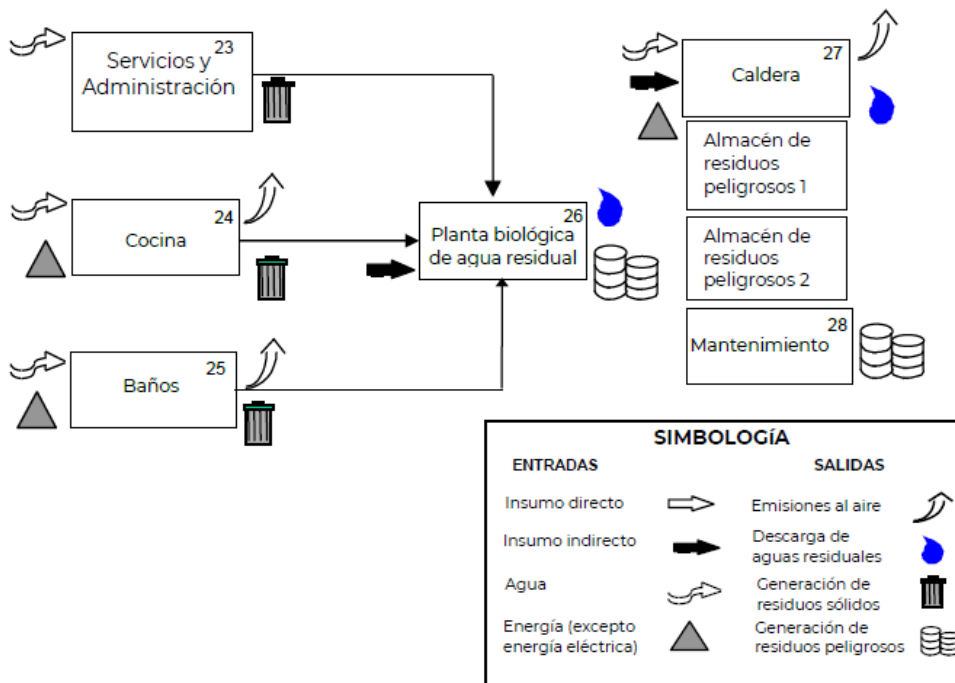 23
Servicios y
Administración
24
Cocina
25
Baños
26
Planta biológica
de agua residual
27
Caldera
Almacén de
residuos
peligrosos 1
Almacén de
residuos
peligrosos 2
28
Mantenimiento
SIMBOLOGÍA
ENTRADAS
SALIDAS
Insumo directo
Emisiones al aire
Insumo indirecto
Descarga de
aguas residuales
Agua
Generación de
residuos sólidos
Energía (excepto
energía eléctrica)
Generación de
residuos peligrosos